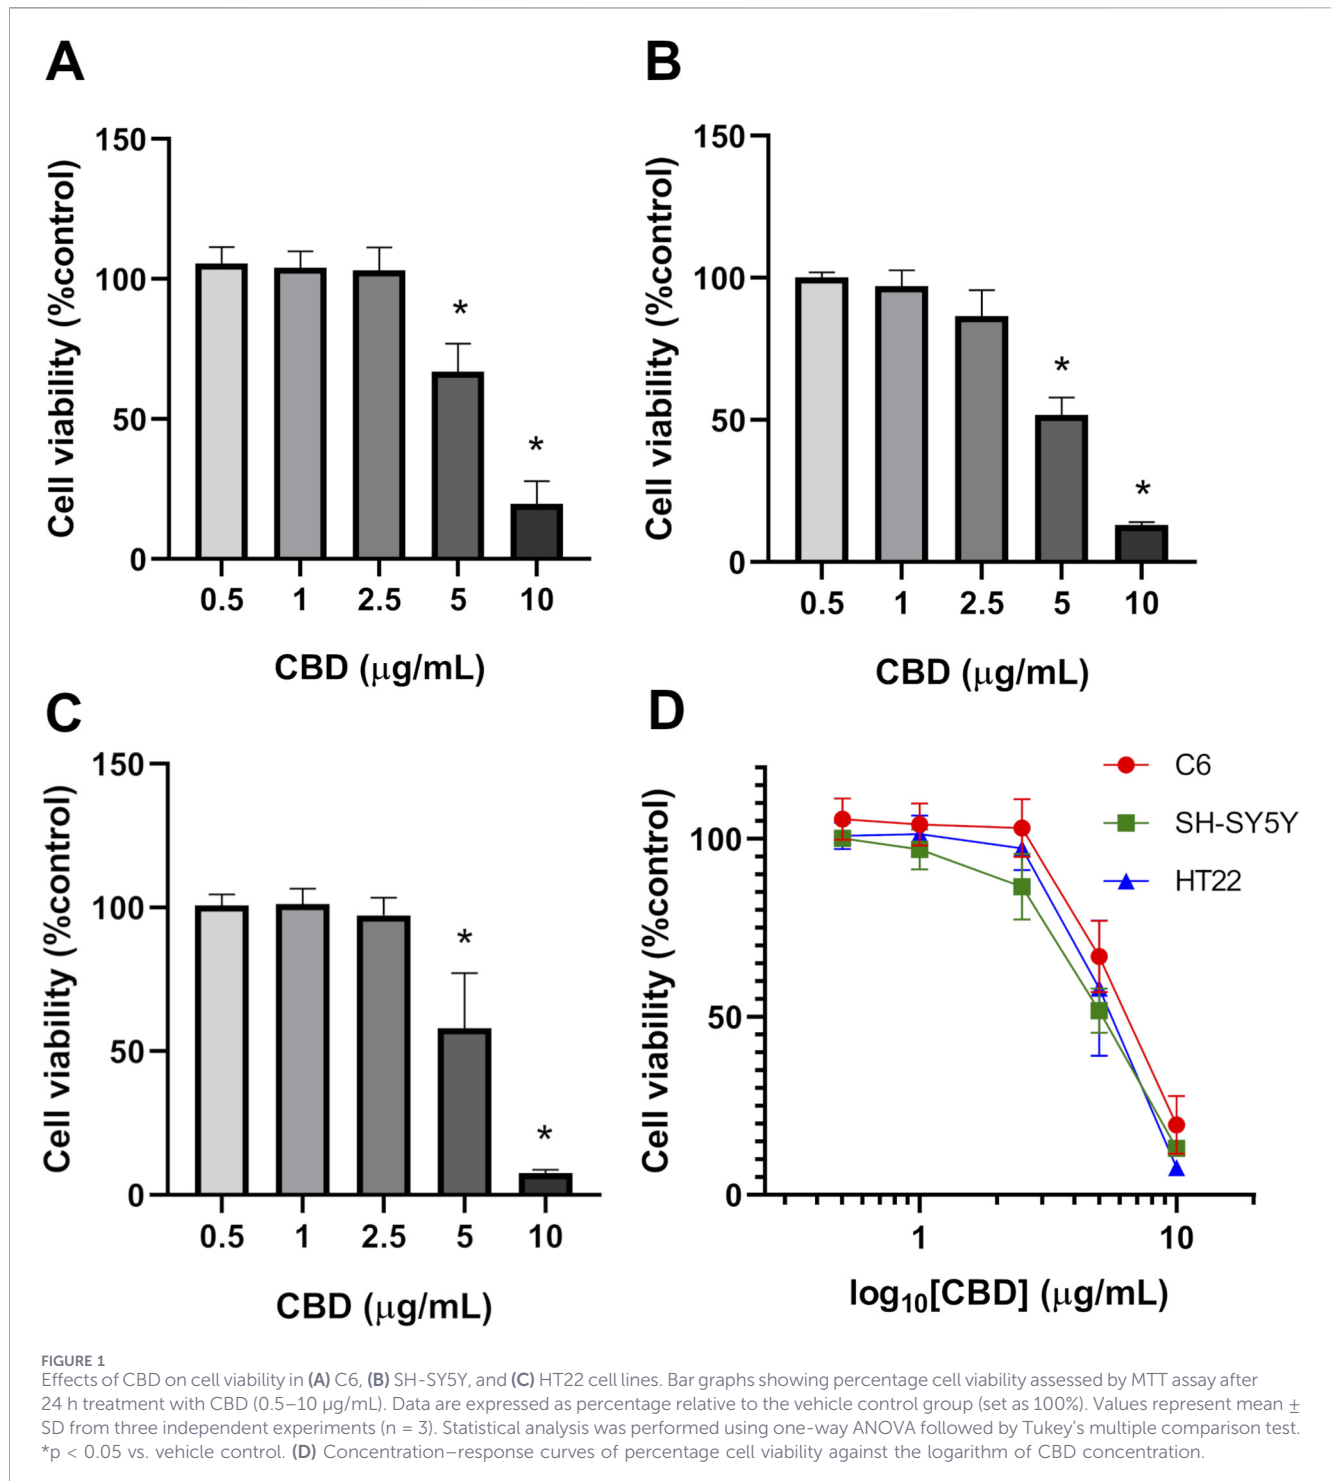 A
150
100
50
0
Cell viability (%control)
*
*
0.5 1 2.5 5 10
CBD (µg/mL)
B
150
100
50
0
Cell viability (%control)
*
*
0.5 1 2.5 5 10
CBD (µg/mL)
C
150
100
50
0
Cell viability (%control)
*
*
0.5 1 2.5 5 10
CBD (µg/mL)
D
C6
SH-SY5Y
HT22
100
50
0
Cell viability (%control)
1 10
log₁₀[CBD] (µg/mL)
FIGURE 1
Effects of CBD on cell viability in (A) C6, (B) SH-SY5Y, and (C) HT22 cell lines. Bar graphs showing percentage cell viability assessed by MTT assay after
24 h treatment with CBD (0.5–10 µg/mL). Data are expressed as percentage relative to the vehicle control group (set as 100%). Values represent mean ±
SD from three independent experiments (n = 3). Statistical analysis was performed using one-way ANOVA followed by Tukey’s multiple comparison test.
*p < 0.05 vs. vehicle control. (D) Concentration–response curves of percentage cell viability against the logarithm of CBD concentration.